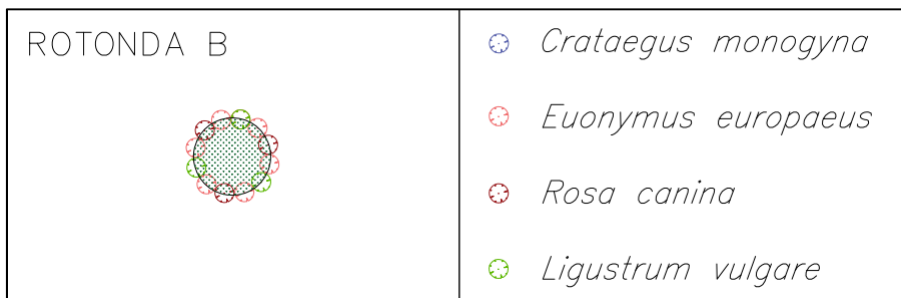 ROTONDA B
Crataegus monogyna
Euonymus europaeus
Rosa canina
Ligustrum vulgare